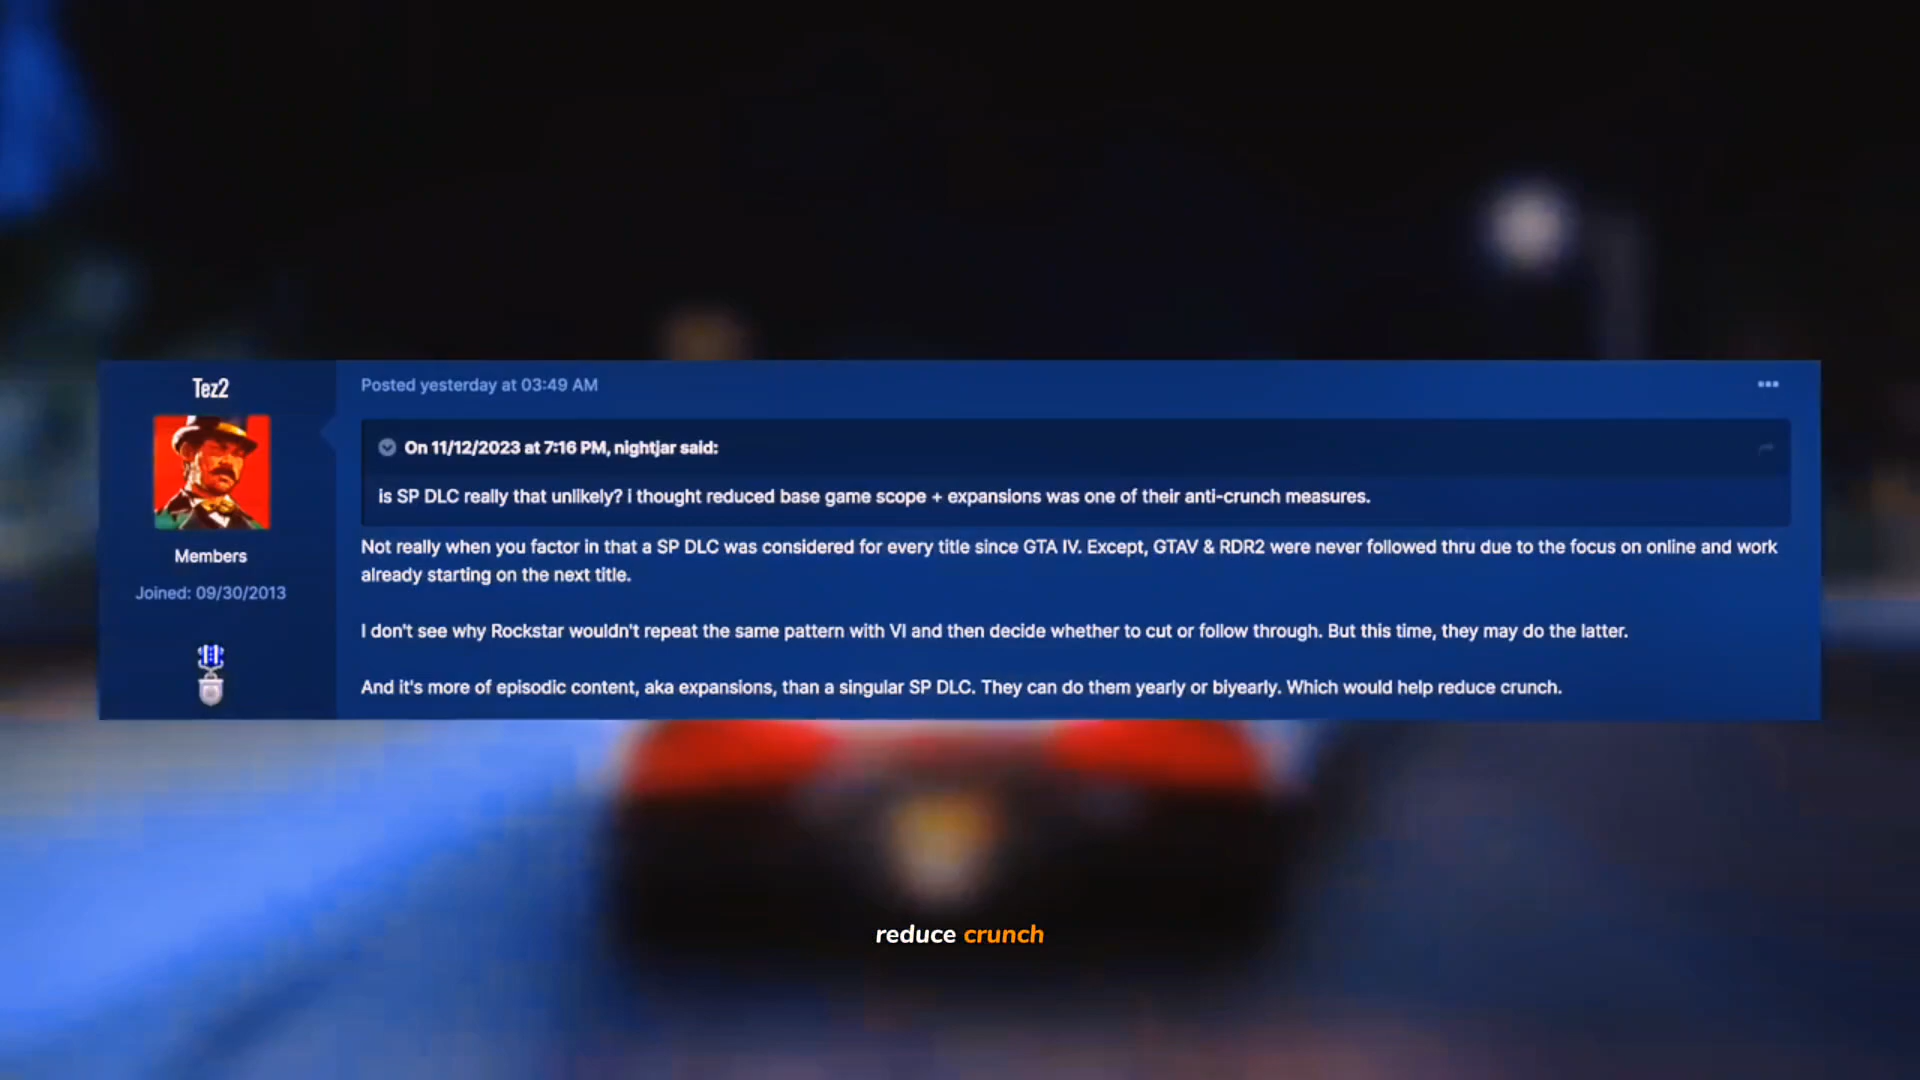 Tez2
Members
Joined: 09/30/2013
Posted yesterday at 03:49 AM
On 11/12/2023 at 7:16 PM, nightjar said:
is SP DLC really that unlikely? i thought reduced base game scope + expansions was one of their anti-crunch measures.
Not really when you factor in that a SP DLC was considered for every title since GTA IV. Except, GTAV & RDR2 were never followed thru due to the focus on online and work
already starting on the next title.
I don't see why Rockstar wouldn't repeat the same pattern with VI and then decide whether to cut or follow through. But this time, they may do the latter.
And it's more of episodic content, aka expansions, than a singular SP DLC. They can do them yearly or biyearly. Which would help reduce crunch.
reduce crunch